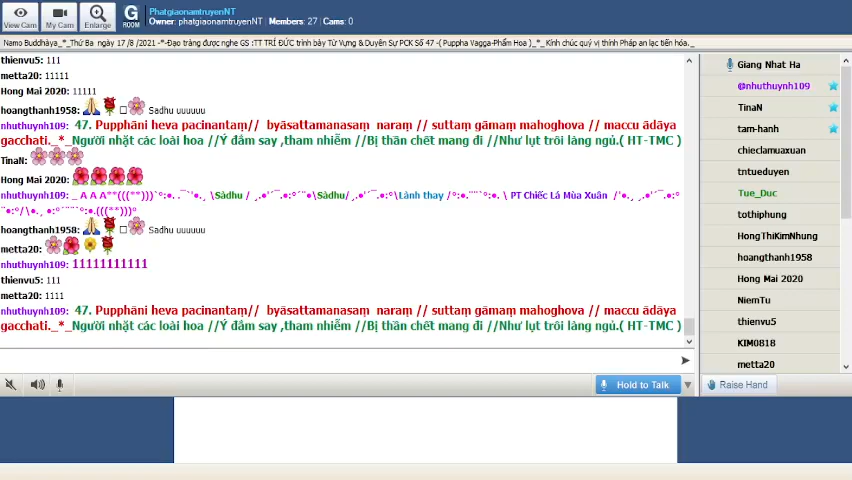 View Cam
My Cam
Enlarge
G
ROOM
PhatgiaonamtruyenNT
Owner: phatgiaonamtruyenNT | Members: 27 | Cams: 0
Namo Buddhàya_*_Thứ Ba ngày 17 /8 /2021 -*-Đạo tràng được nghe GS :TT TRÍ ĐỨC trình bày Từ Vựng & Duyên Sự PCK Số 47 -( Puppha Vagga-Phẩm Hoa )_*_ Kính chúc quý vị thính Pháp an lạc tiến hóa._
thienvu5: 111
metta20: 11111
Hong Mai 2020: 11111
hoangthanh1958: Sadhu uuuuuu
nhuthuynh109: 47. Pupphāni heva pacinantaṃ// byāsattamanasaṃ naraṃ // suttaṃ gāmaṃ mahoghova // maccu ādāya
gacchati._*_Người nhặt các loài hoa //Ý đắm say ,tham nhiễm //Bị thần chết mang đi //Như lụt trôi làng ngủ.( HT-TMC )
TinaN:
Hong Mai 2020:
nhuthuynh109: _ A A A**(((**)))`°:•. .¯`'•.¸ \Sàdhu / ¸.•'´¯.•:°´¨•\Sàdhu/ ¸.•'´¯.•:°\Lành thay /°:•.¨¨`°:•. \ PT Chiếc Lá Mùa Xuân /'•.¸ ¸.•'´¯.•:°
¨•:°/\•.¸ •:°´¨¨`¨•:°.(((**)))°
hoangthanh1958: Sadhu uuuuuu
metta20:
nhuthuynh109: 11111111111
thienvu5: 111
metta20: 1111
nhuthuynh109: 47. Pupphāni heva pacinantaṃ// byāsattamanasaṃ naraṃ // suttaṃ gāmaṃ mahoghova // maccu ādāya
gacchati._*_Người nhặt các loài hoa //Ý đắm say ,tham nhiễm //Bị thần chết mang đi //Như lụt trôi làng ngủ.( HT-TMC )
Hold to Talk
Giang Nhat Ha
@nhuthuynh109
TinaN
tam-hanh
chieclamuaxuan
tntueduyen
Tue_Duc
tothiphung
HongThiKimNhung
hoangthanh1958
Hong Mai 2020
NiemTu
thienvu5
KIM0818
metta20
Raise Hand